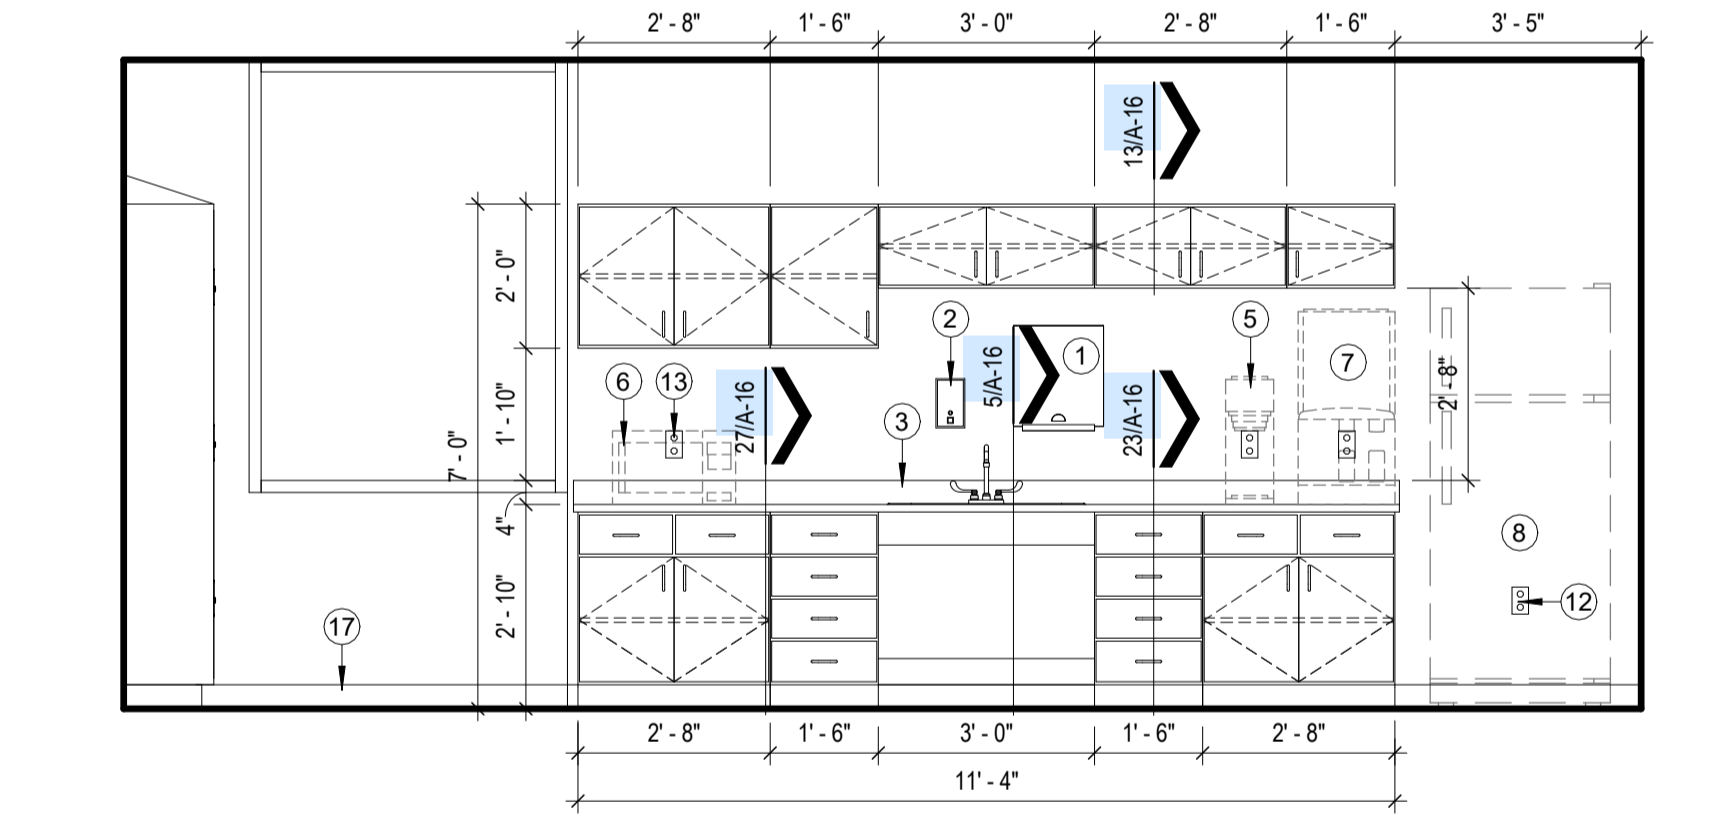 2' - 8"
1' - 6"
3' - 0"
2' - 8"
1' - 6"
3' - 5"
13/A-16
2' - 0"
2
5
1
7
5/A-16
6
13
27/A-16
3
23/A-16
2' - 8"
1' - 10"
7' - 0"
4"
8
2' - 10"
12
17
2' - 8"
1' - 6"
3' - 0"
1' - 6"
2' - 8"
11' - 4"